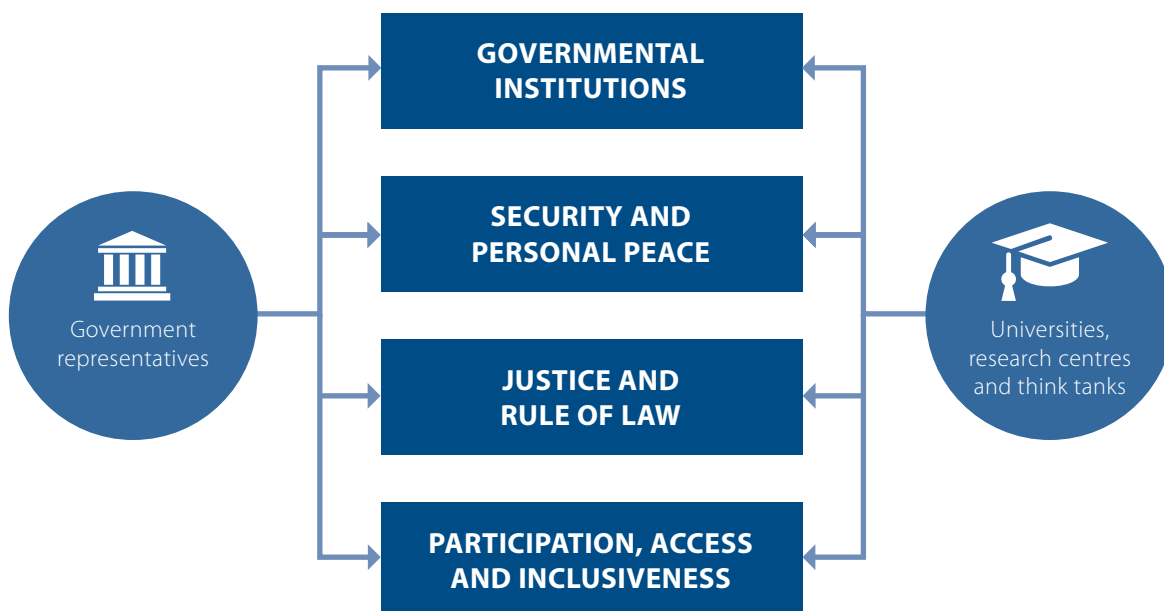 GOVERNMENTAL
INSTITUTIONS
SECURITY AND
PERSONAL PEACE
Government
representatives
Universities,
research centres
and think tanks
JUSTICE AND
RULE OF LAW
PARTICIPATION, ACCESS
AND INCLUSIVENESS